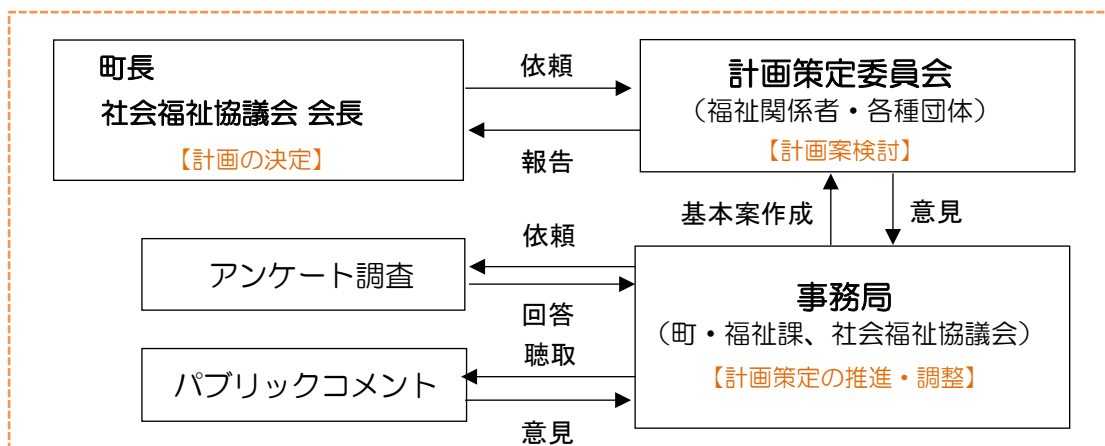 町長
社会福祉協議会 会長
【計画の決定】
依頼
報告
計画策定委員会
（福祉関係者・各種団体）
【計画案検討】
基本案作成
意見
アンケート調査
依頼
回答
事務局
（町・福祉課、社会福祉協議会）
【計画策定の推進・調整】
パブリックコメント
聴取
意見